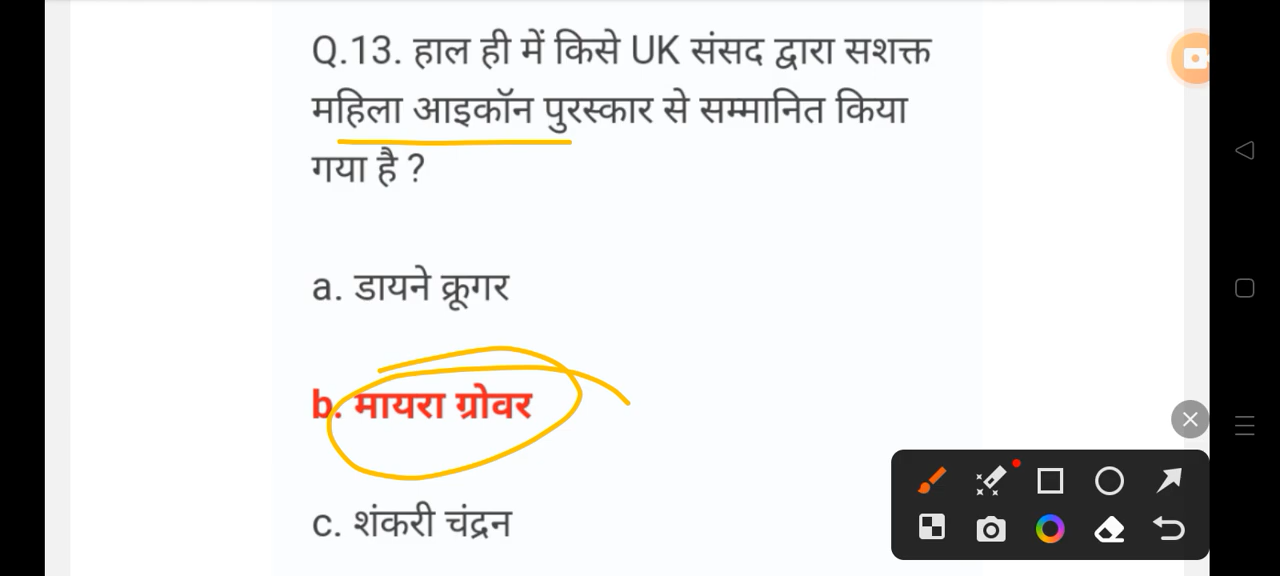 Q.13. हाल ही में किसे UK संसद द्वारा सशक्त
महिला आइकॉन पुरस्कार से सम्मानित किया
गया है ?
a. डायने क्रूगर
b. मायरा ग्रोवर
c. शंकरी चंद्रन